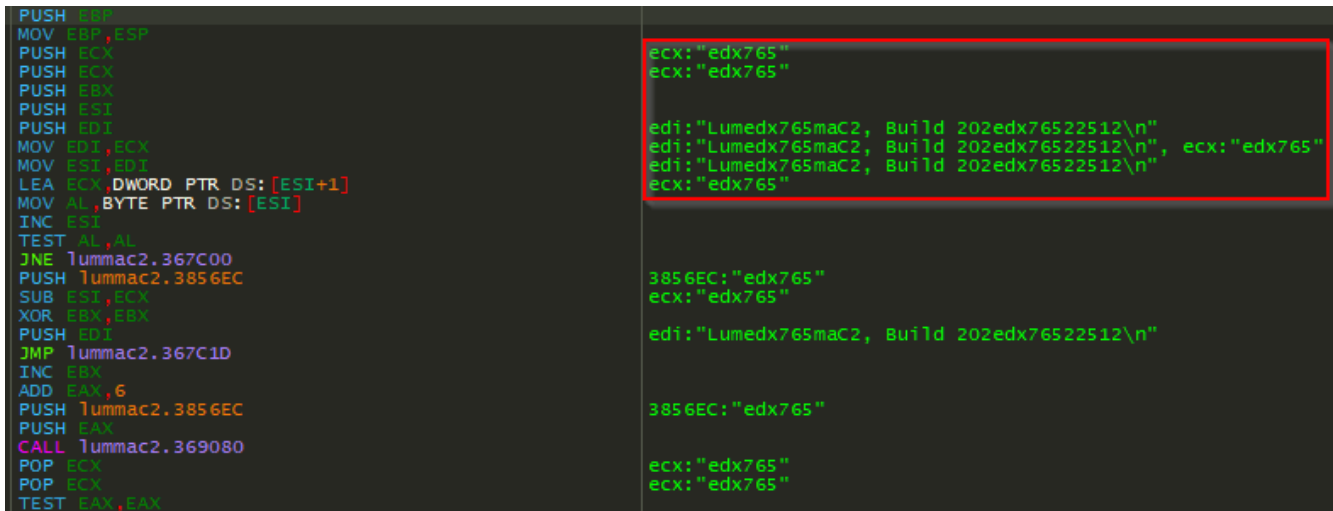 PUSH EBP
MOV EBP,ESP
PUSH ECX ecx:"edx765"
PUSH ECX ecx:"edx765"
PUSH EBX
PUSH ESI
PUSH EDI edi:"Lumedx765maC2, Build 202edx76522512\n"
MOV EDI,ECX edi:"Lumedx765maC2, Build 202edx76522512\n", ecx:"edx765"
MOV ESI,EDI edi:"Lumedx765maC2, Build 202edx76522512\n"
LEA ECX,DWORD PTR DS:[ESI+1] ecx:"edx765"
MOV AL,BYTE PTR DS:[ESI]
INC ESI
TEST AL,AL
JNE lummac2.367C00
PUSH lummac2.3856EC 3856EC:"edx765"
SUB ESI,ECX ecx:"edx765"
XOR EBX,EBX
PUSH EDI edi:"Lumedx765maC2, Build 202edx76522512\n"
JMP lummac2.367C1D
INC EBX
ADD EAX,6
PUSH lummac2.3856EC 3856EC:"edx765"
PUSH EAX
CALL lummac2.369080
POP ECX ecx:"edx765"
POP ECX ecx:"edx765"
TEST EAX,EAX